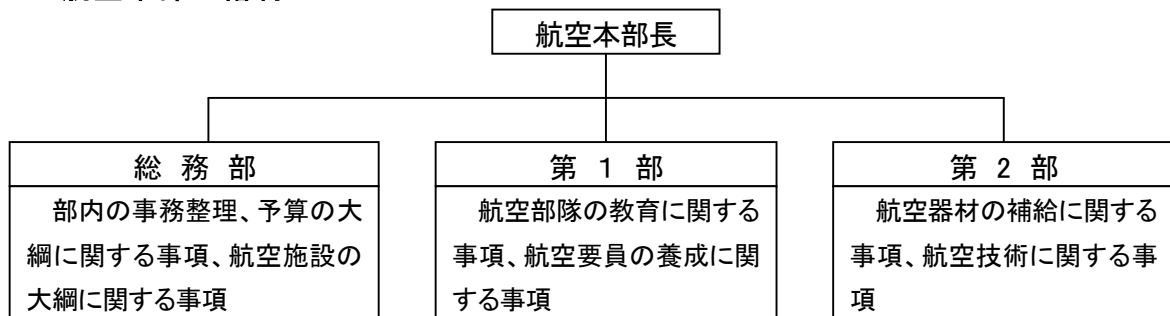 航空本部長
総 務 部
部内の事務整理、予算の大
綱に関する事項、航空施設の
大綱に関する事項
第 1 部
航空部隊の教育に関する
事項、航空要員の養成に関
する事項
第 2 部
航空器材の補給に関する
事項、航空技術に関する事
項